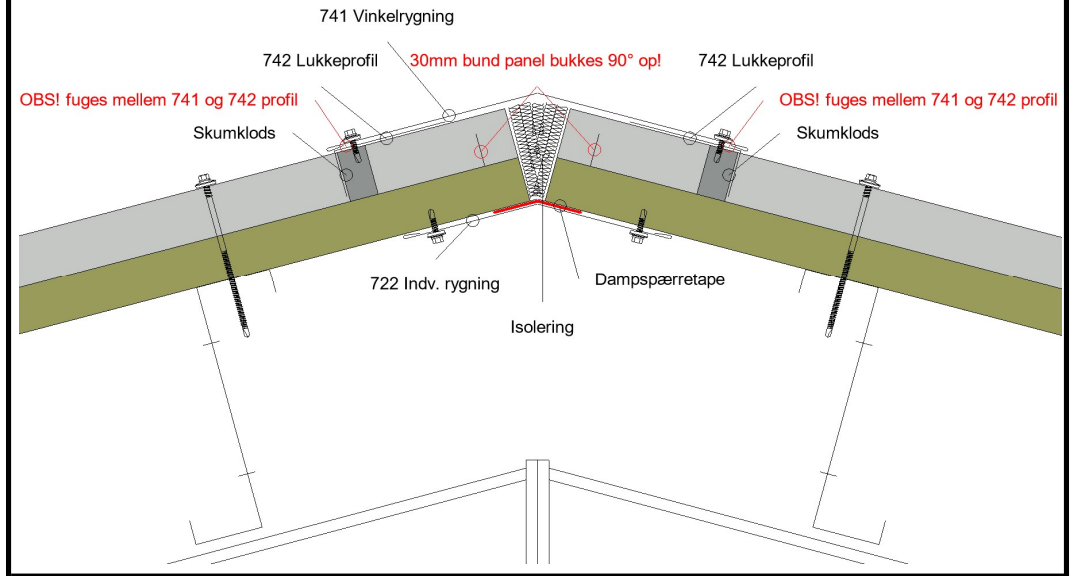 741 Vinkelrygning
742 Lukkeprofil
30mm bund panel bukkes 90° op!
742 Lukkeprofil
OBS! fuges mellem 741 og 742 profil
OBS! fuges mellem 741 og 742 profil
Skumklods
Skumklods
722 Indv. rygning
Dampspærretape
Isolering